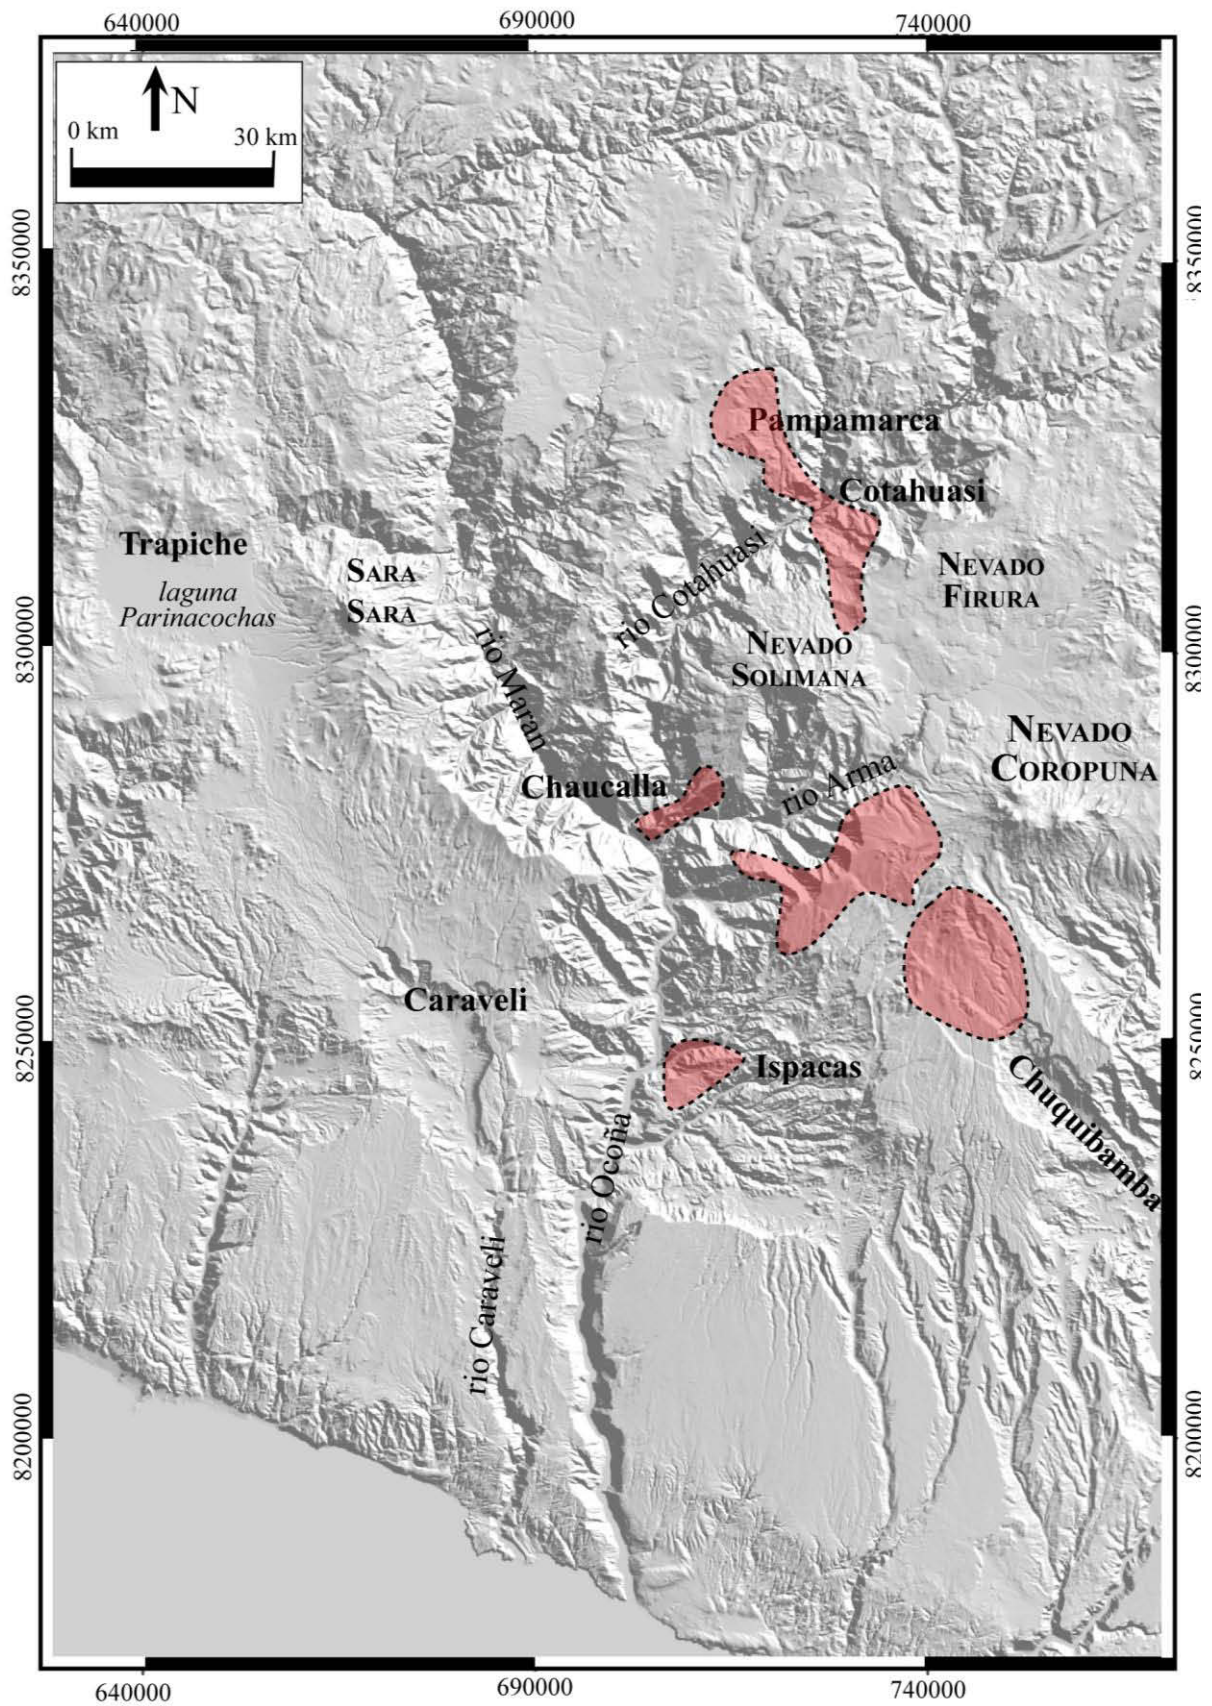 640000
690000
740000
N
0 km
30 km
8350000
8350000
Pampamarca
Cotahuasi
Trapiche
SARA
SARA
NEVADO
FIRURA
laguna
Parinacochas
rio Cotahuasi
8300000
8300000
NEVADO
SOLIMANA
rio Maran
NEVADO
COROPUNA
Chaucalla
rio Arma
Caraveli
8250000
8250000
Ispacas
Chuquibamba
rio Ocoña
rio Caraveli
8200000
8200000
640000
690000
740000